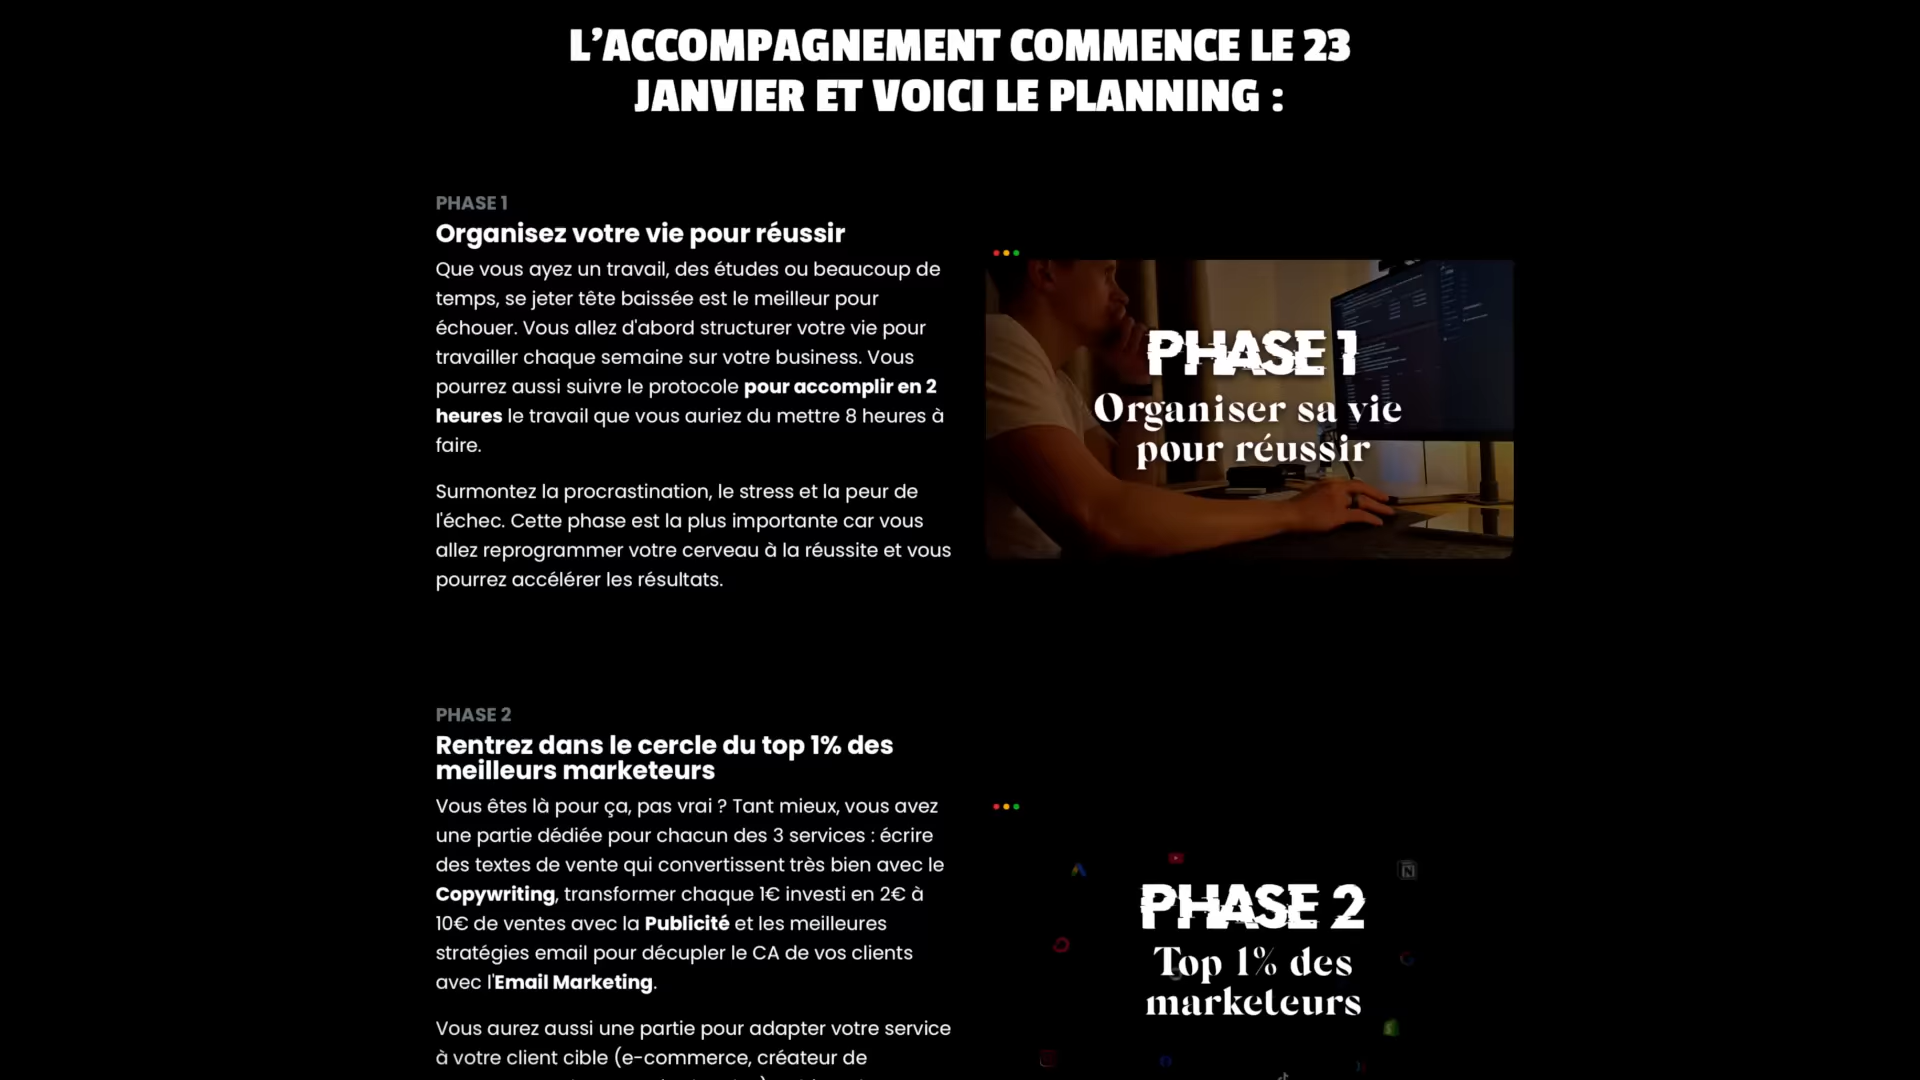 L'ACCOMPAGNEMENT COMMENCE LE 23
JANVIER ET VOICI LE PLANNING :
PHASE 1
Organisez votre vie pour réussir
Que vous ayez un travail, des études ou beaucoup de
temps, se jeter tête baissée est le meilleur pour
échouer. Vous allez d'abord structurer votre vie pour
travailler chaque semaine sur votre business. Vous
pourrez aussi suivre le protocole pour accomplir en 2
heures le travail que vous auriez du mettre 8 heures à
faire.
Surmontez la procrastination, le stress et la peur de
l'échec. Cette phase est la plus importante car vous
allez reprogrammer votre cerveau à la réussite et vous
pourrez accélérer les résultats.
PHASE 1
Organiser sa vie
pour réussir
PHASE 2
Rentrez dans le cercle du top 1% des
meilleurs marketeurs
Vous êtes là pour ça, pas vrai ? Tant mieux, vous avez
une partie dédiée pour chacun des 3 services : écrire
des textes de vente qui convertissent très bien avec le
Copywriting, transformer chaque 1€ investi en 2€ à
10€ de ventes avec la Publicité et les meilleures
stratégies email pour décupler le CA de vos clients
avec l'Email Marketing.
Vous aurez aussi une partie pour adapter votre service
à votre client cible (e-commerce, créateur de
PHASE 2
Top 1% des
marketeurs